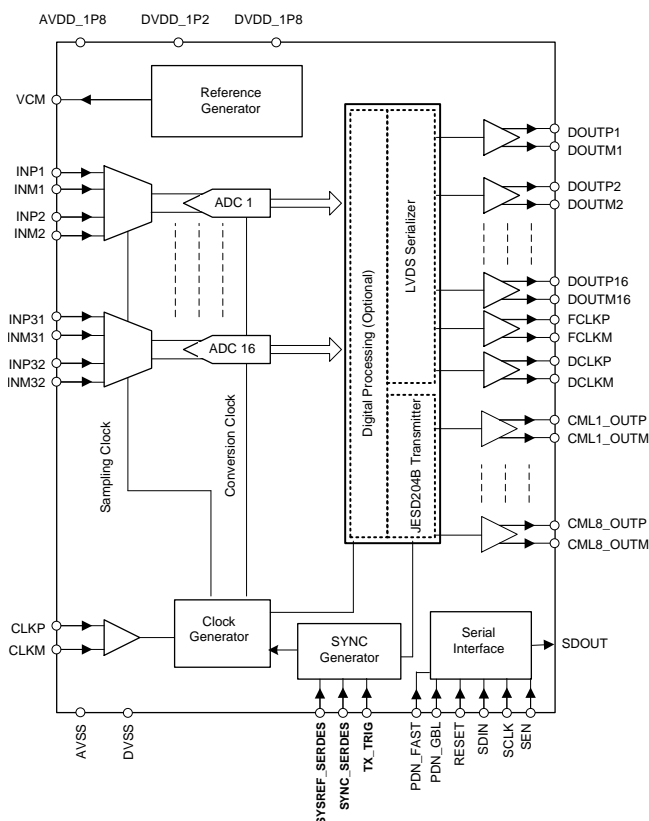 AVDD_1P8 DVDD_1P2 DVDD_1P8
Reference
Generator
VCM
INP1
INM1
INP2
INM2
ADC 1
INP31
INM31
INP32
INM32
ADC 16
Sampling Clock
Conversion Clock
Digital Processing (Optional)
LVDS Serializer
JESD204B Transmitter
DOUTP1
DOUTM1
DOUTP2
DOUTM2
DOUTP16
DOUTM16
FCLKP
FCLKM
DCLKP
DCLKM
CML1_OUTP
CML1_OUTM
CML8_OUTP
CML8_OUTM
CLKP
CLKM
Clock
Generator
SYNC
Generator
Serial
Interface
SDOUT
AVSS
DVSS
SYSREF_SERDES
SYNC_SERDES
TX_TRIG
PDN_FAST
PDN_GBL
RESET
SDIN
SCLK
SEN